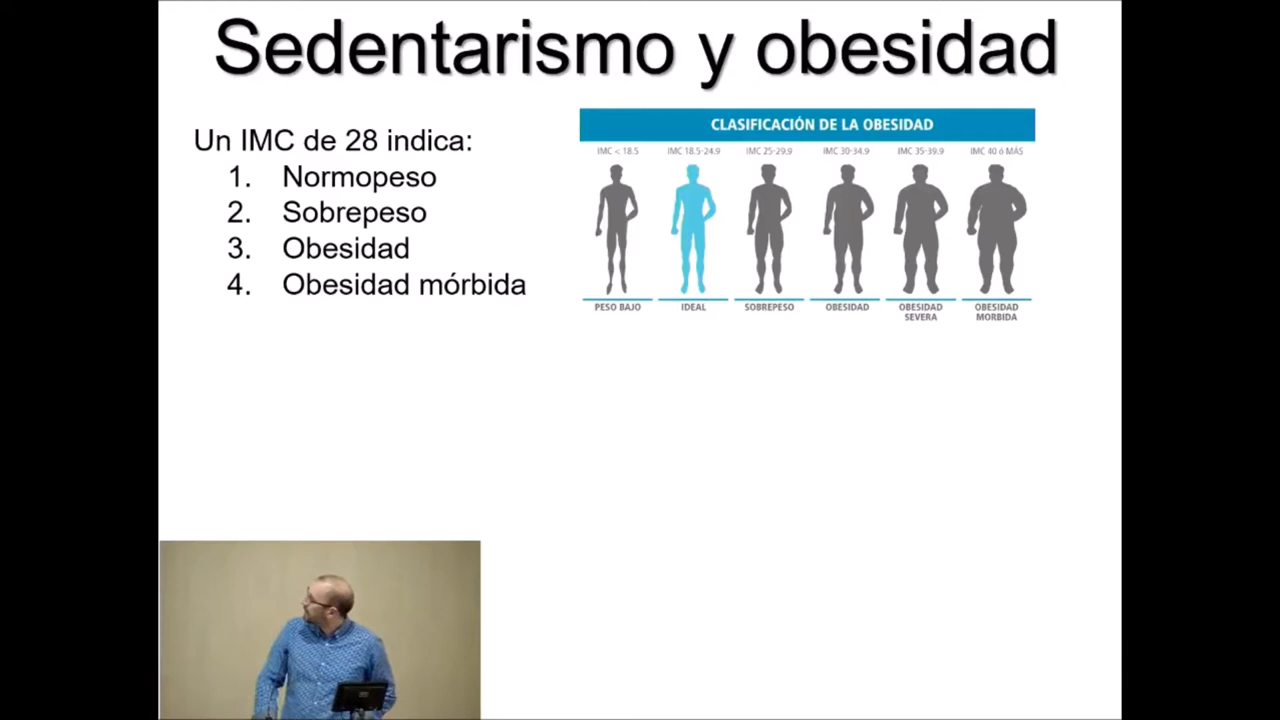 Sedentarismo y obesidad
Un IMC de 28 indica:
1. Normopeso
2. Sobrepeso
3. Obesidad
4. Obesidad mórbida
CLASIFICACIÓN DE LA OBESIDAD
IMC < 18.5 IMC 18.5-24.9 IMC 25-29.9 IMC 30-34.9 IMC 35-39.9 IMC 40 ó MÁS
PESO BAJO IDEAL SOBREPESO OBESIDAD OBESIDAD OBESIDAD
SEVERA MORBIDA